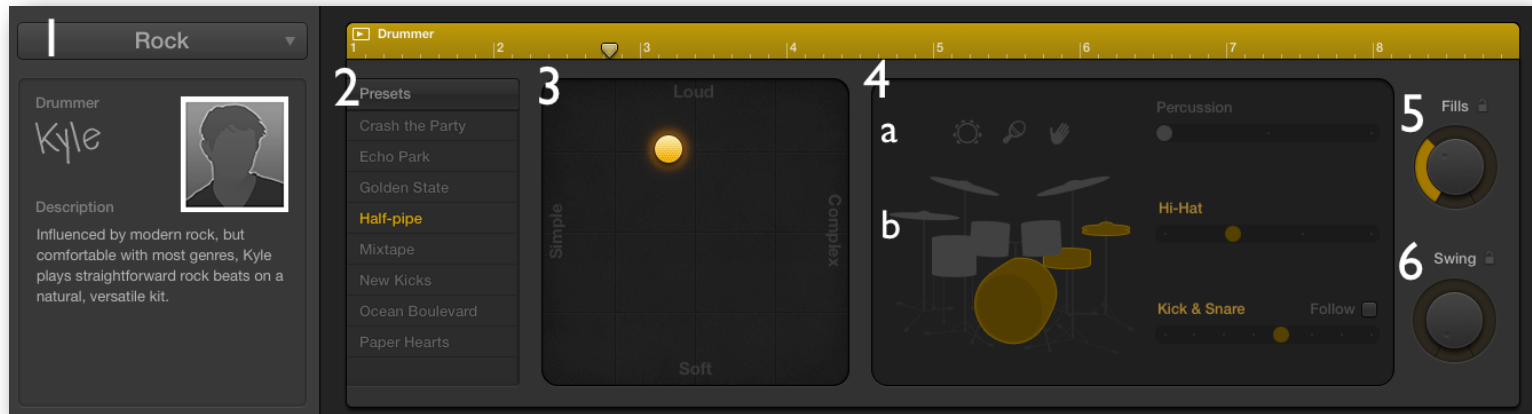 1
Rock
Drummer
Kyle
Description
Influenced by modern rock, but
comfortable with most genres, Kyle
plays straightforward rock beats on a
natural, versatile kit.
Drummer
1 2 3 4 5 6 7 8
2
Presets
Crash the Party
Echo Park
Golden State
Half-pipe
Mixtape
New Kicks
Ocean Boulevard
Paper Hearts
3
Loud
Simple
Complex
Soft
4
a
Percussion
b
Hi-Hat
Kick & Snare Follow
5
Fills
6
Swing